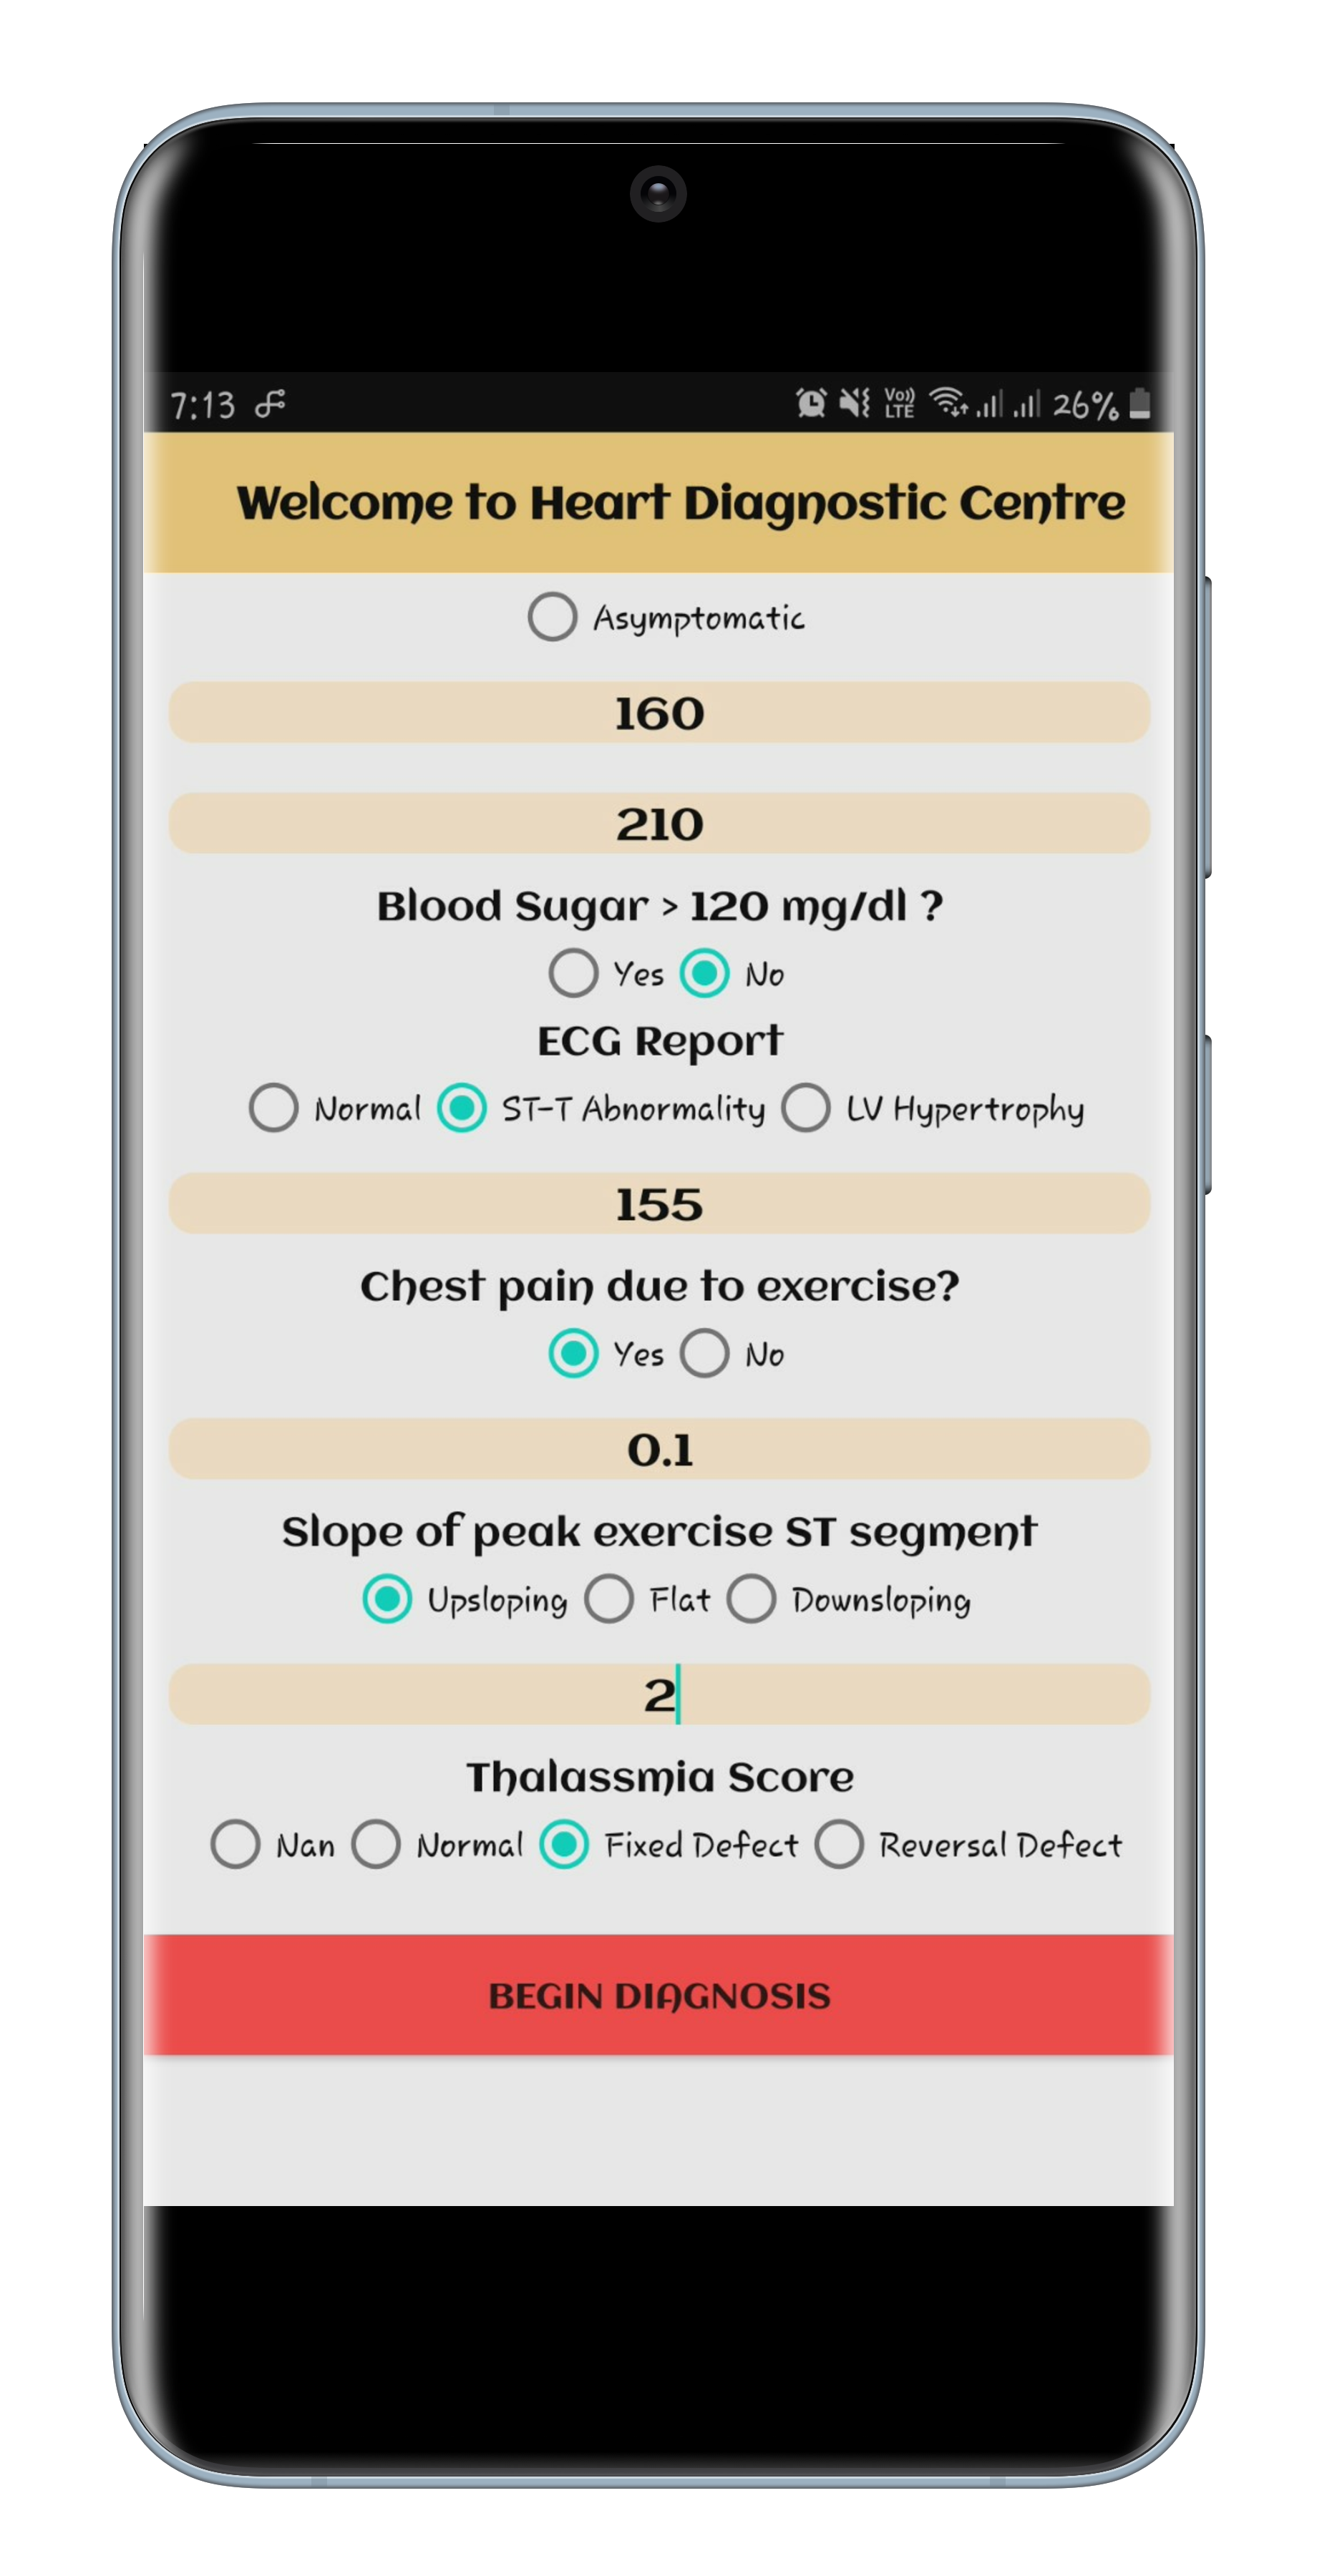 7:13 Vo)) LTE 26%
Welcome to Heart Diagnostic Centre
Asymptomatic
160
210
Blood Sugar > 120 mg/dl ?
Yes No
ECG Report
Normal ST-T Abnormality LV Hypertrophy
155
Chest pain due to exercise?
Yes No
0.1
Slope of peak exercise ST segment
Upsloping Flat Downsloping
2
Thalassmia Score
Nan Normal Fixed Defect Reversal Defect
BEGIN DIAGNOSIS